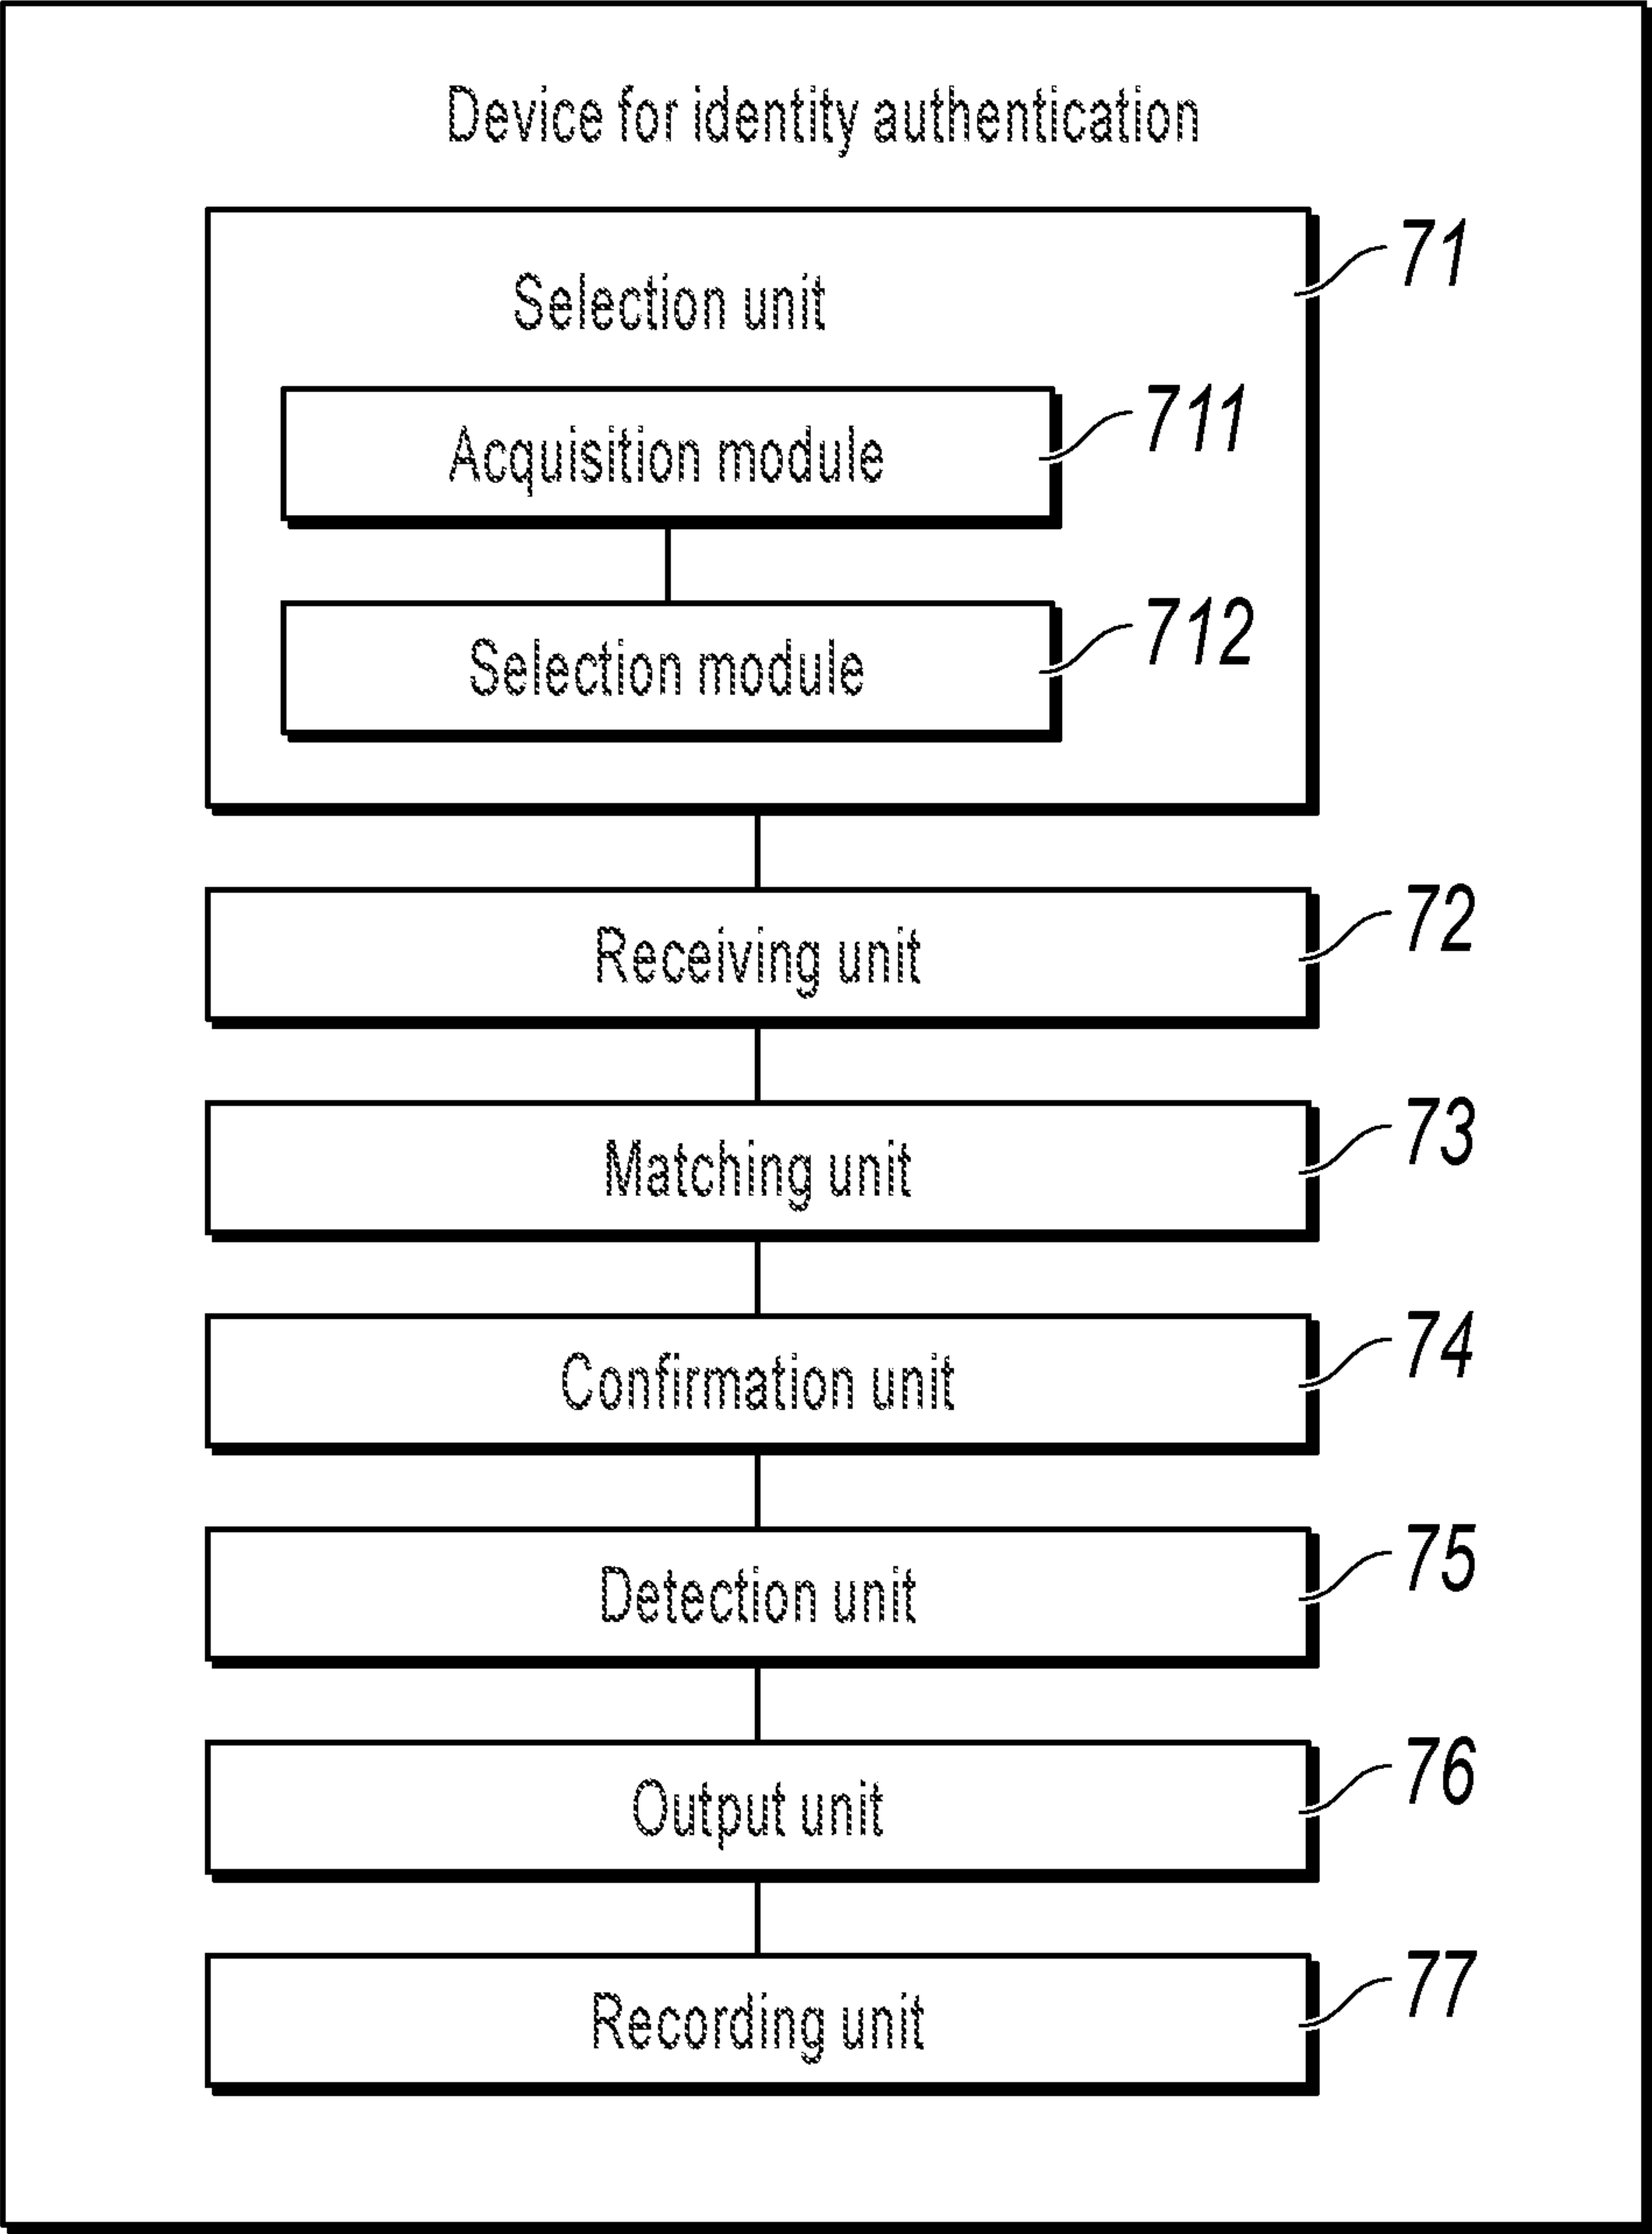 Device for identity authentication
Selection unit
71
Acquisition module
711
Selection module
712
Receiving unit
72
Matching unit
73
Confirmation unit
74
Detection unit
75
Output unit
76
Recording unit
77